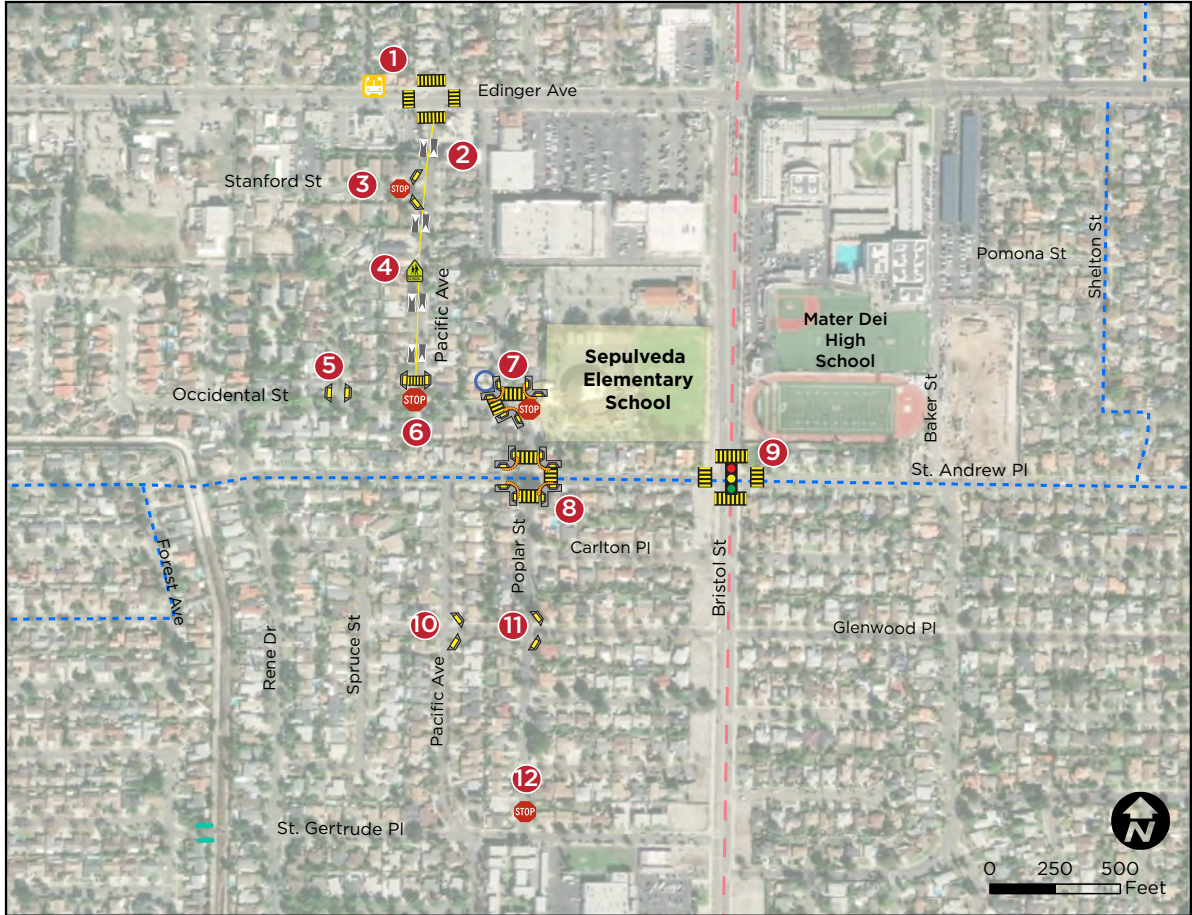 1
Edinger Ave
2
Stanford St
3
STOP
4
Pacific Ave
Pomona St
Shelton St
Mater Dei
High
School
Sepulveda
Elementary
School
5
Occidental St
STOP
6
7
STOP
Baker St
9
St. Andrew Pl
8
Poplar St
Carlton Pl
Bristol St
Forest Ave
Rene Dr
Spruce St
10
11
Pacific Ave
Glenwood Pl
12
STOP
St. Gertrude Pl
N
0 250 500
Feet